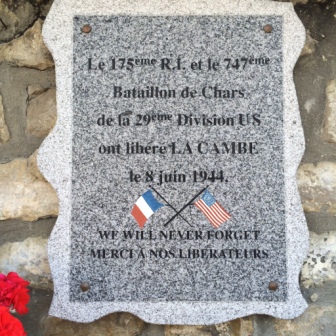 Le 175ème R.I. et le 747ème
Bataillon de Chars
de la 29ème Division US
ont libéré LA CAMBE
le 8 juin 1944.
WE WILL NEVER FORGET
MERCI À NOS LIBERATEURS